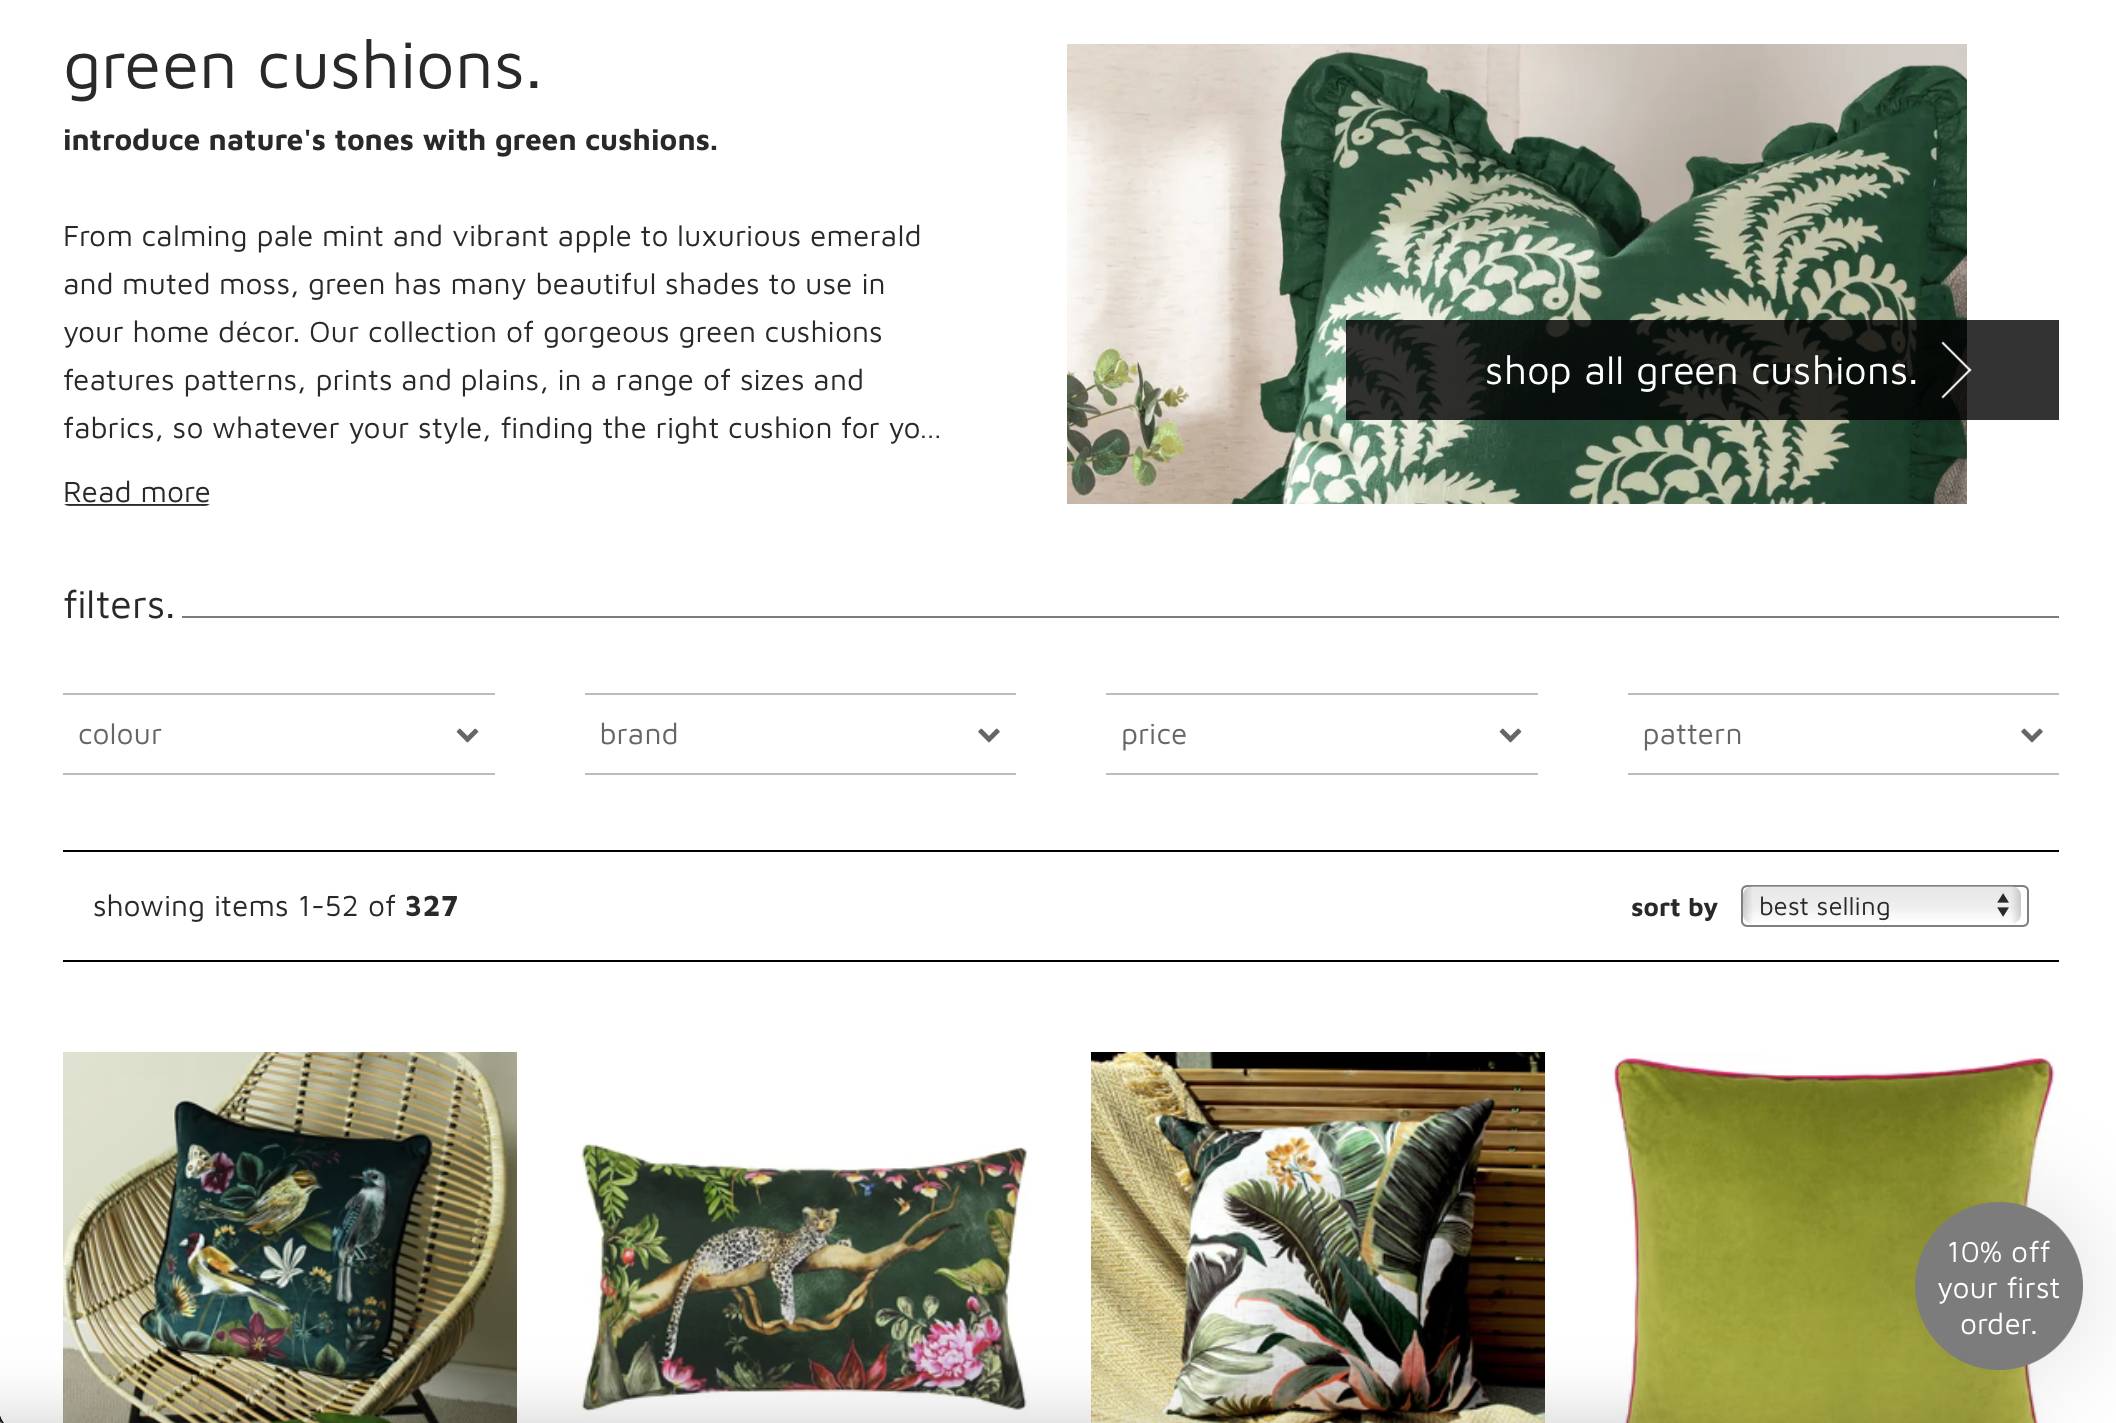 green cushions.
introduce nature's tones with green cushions.
From calming pale mint and vibrant apple to luxurious emerald
and muted moss, green has many beautiful shades to use in
your home décor. Our collection of gorgeous green cushions
features patterns, prints and plains, in a range of sizes and
fabrics, so whatever your style, finding the right cushion for yo...
Read more
shop all green cushions.
filters.
colour
brand
price
pattern
showing items 1-52 of 327
sort by
best selling
10% off
your first
order.